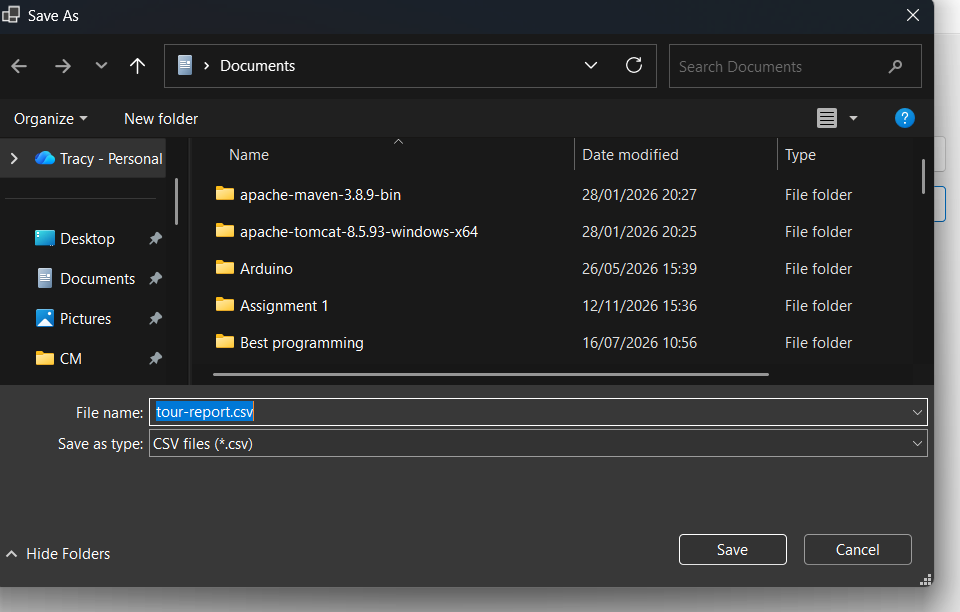 Save As
Documents
Search Documents
Organize New folder
Tracy - Personal
Desktop
Documents
Pictures
CM
Name Date modified Type
apache-maven-3.8.9-bin 28/01/2026 20:27 File folder
apache-tomcat-8.5.93-windows-x64 28/01/2026 20:25 File folder
Arduino 26/05/2026 15:39 File folder
Assignment 1 12/11/2026 15:36 File folder
Best programming 16/07/2026 10:56 File folder
File name: tour-report.csv
Save as type: CSV files (*.csv)
Hide Folders
Save Cancel